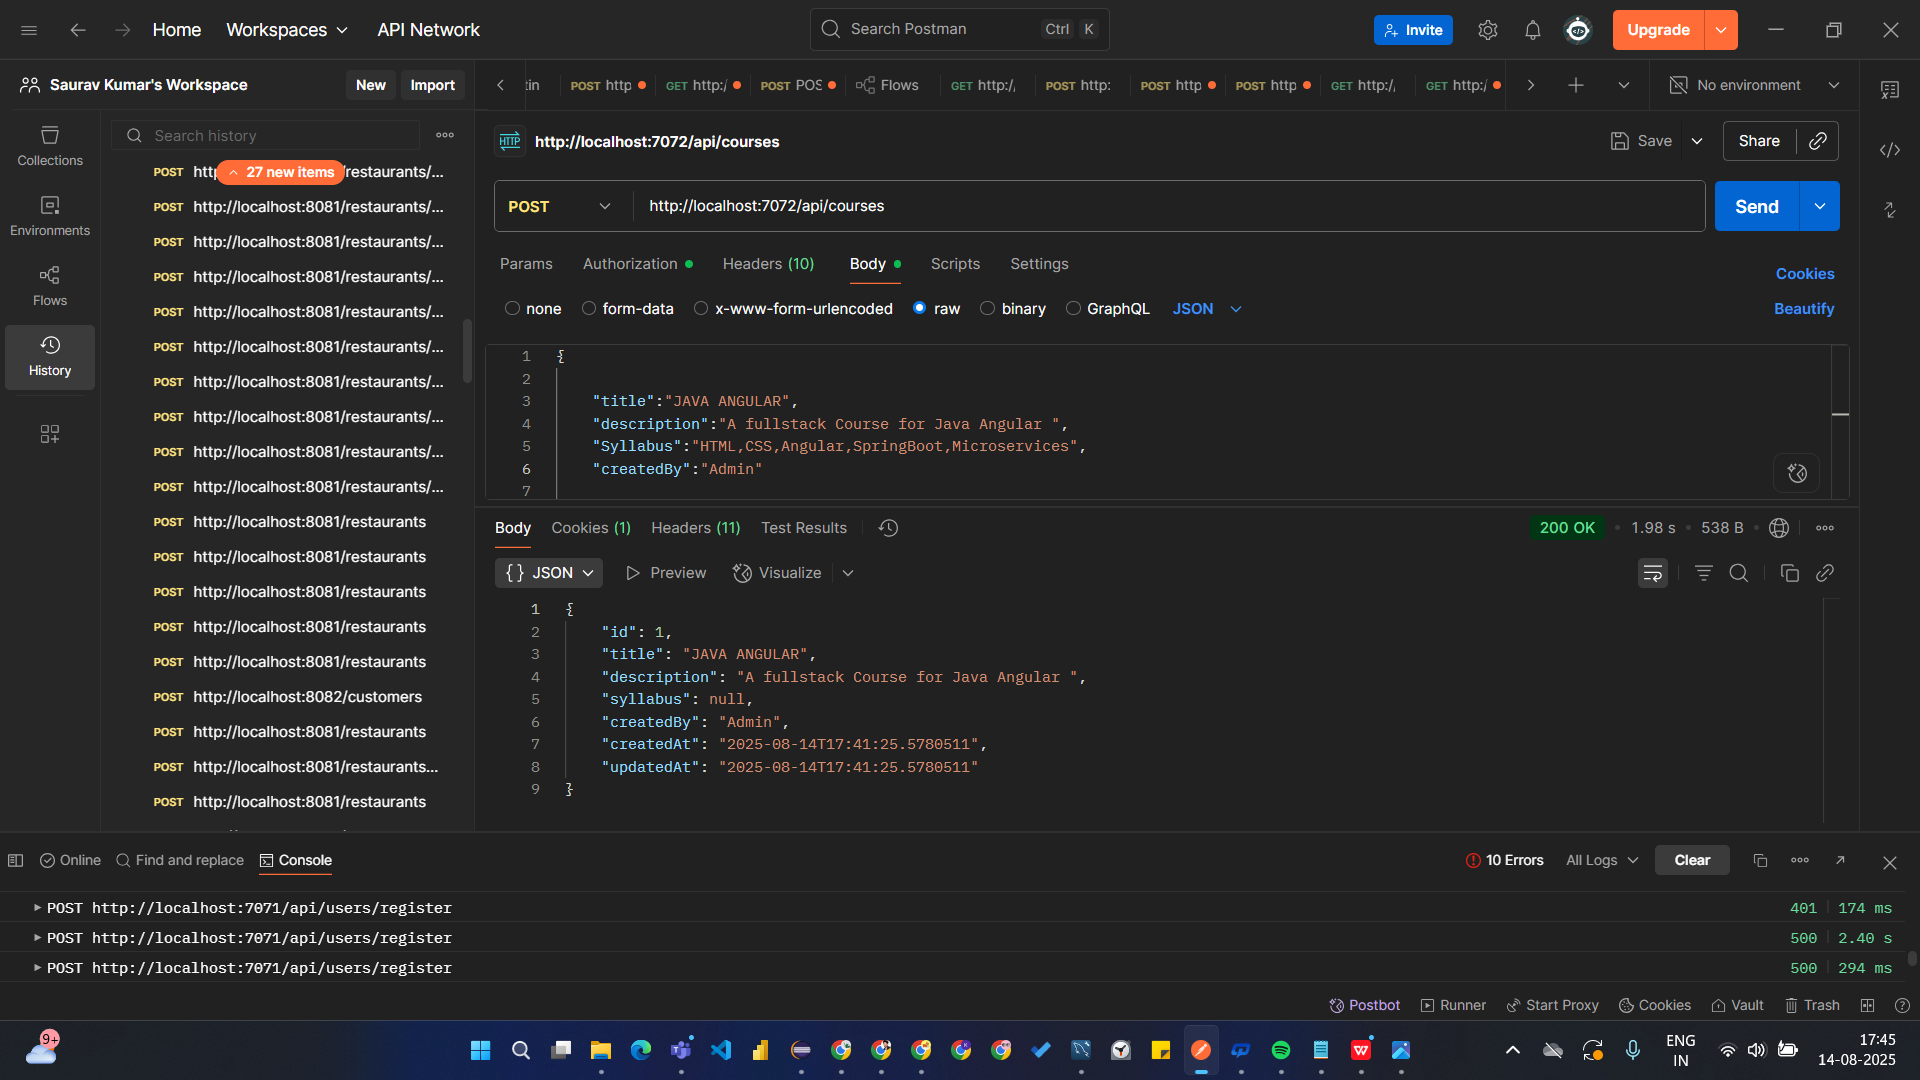 Home Workspaces API Network
Search Postman Ctrl K
Invite Upgrade
Saurav Kumar's Workspace New Import
POST http GET http:/ POST POS Flows GET http:/ POST http: POST http POST http GET http:/ GET http:/ No environment
Collections
Environments
Flows
History
Search history
27 new items
POST /restaurants/...
POST http://localhost:8081/restaurants/...
POST http://localhost:8081/restaurants/...
POST http://localhost:8081/restaurants/...
POST http://localhost:8081/restaurants/...
POST http://localhost:8081/restaurants/...
POST http://localhost:8081/restaurants/...
POST http://localhost:8081/restaurants/...
POST http://localhost:8081/restaurants/...
POST http://localhost:8081/restaurants/...
POST http://localhost:8081/restaurants
POST http://localhost:8081/restaurants
POST http://localhost:8081/restaurants
POST http://localhost:8081/restaurants
POST http://localhost:8081/restaurants
POST http://localhost:8082/customers
POST http://localhost:8081/restaurants
POST http://localhost:8081/restaurants...
POST http://localhost:8081/restaurants
HTTP http://localhost:7072/api/courses Save Share
POST http://localhost:7072/api/courses Send
Params Authorization Headers (10) Body Scripts Settings Cookies
none form-data x-www-form-urlencoded raw binary GraphQL JSON Beautify
1 {
2
3 "title":"JAVA ANGULAR",
4 "description":"A fullstack Course for Java Angular ",
5 "Syllabus":"HTML,CSS,Angular,SpringBoot,Microservices",
6 "createdBy":"Admin"
7
Body Cookies (1) Headers (11) Test Results 200 OK • 1.98 s • 538 B •
{} JSON Preview Visualize
1 {
2 "id": 1,
3 "title": "JAVA ANGULAR",
4 "description": "A fullstack Course for Java Angular ",
5 "syllabus": null,
6 "createdBy": "Admin",
7 "createdAt": "2025-08-14T17:41:25.5780511",
8 "updatedAt": "2025-08-14T17:41:25.5780511"
9 }
Online Find and replace Console 10 Errors All Logs Clear
POST http://localhost:7071/api/users/register 401 174 ms
POST http://localhost:7071/api/users/register 500 2.40 s
POST http://localhost:7071/api/users/register 500 294 ms
Postbot Runner Start Proxy Cookies Vault Trash
9+
ENG
IN
17:45
14-08-2025